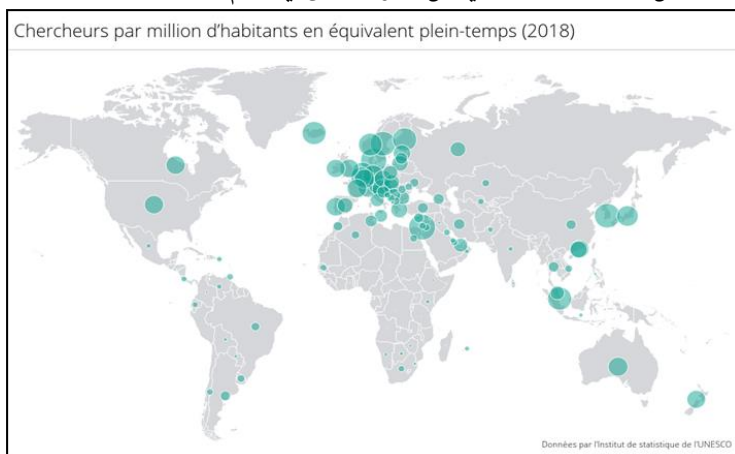 Chercheurs par million d'habitants en équivalent plein-temps (2018)
Données par l'Institut de statistique de l'UNESCO